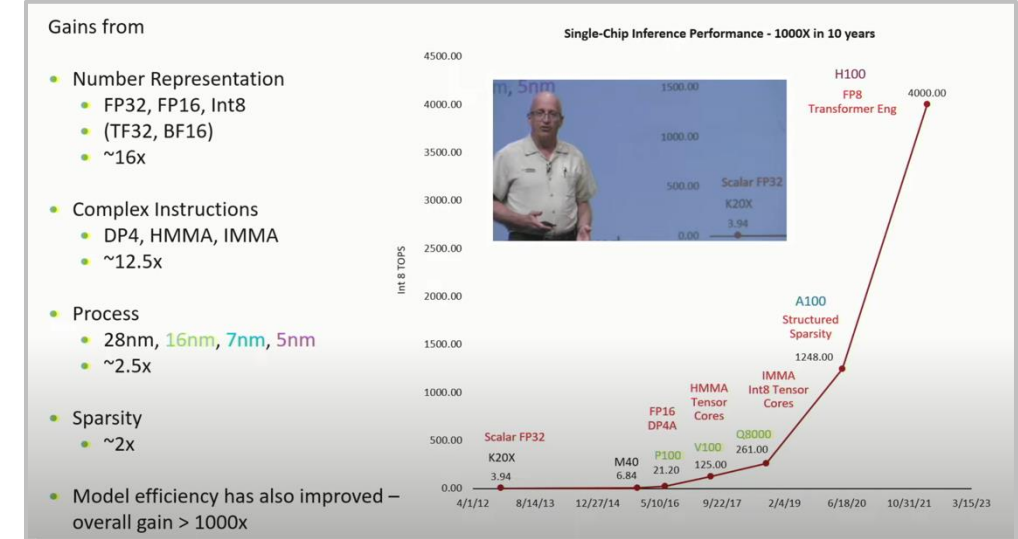 Gains from
Number Representation
FP32, FP16, Int8
(TF32, BF16)
~16x
Complex Instructions
DP4, HMMA, IMMA
~12.5x
Process
28nm, 16nm, 7nm, 5nm
~2.5x
Sparsity
~2x
Model efficiency has also improved –
overall gain > 1000x
Single-Chip Inference Performance - 1000X in 10 years
Int 8 TOPS
4500.00
4000.00
3500.00
3000.00
2500.00
2000.00
1500.00
1000.00
500.00
0.00
4/1/12
8/14/13
12/27/14
5/10/16
9/22/17
2/4/19
6/18/20
10/31/21
3/15/23
Scalar FP32
K20X
3.94
M40
6.84
FP16
DP4A
P100
21.20
HMMA
Tensor
Cores
V100
125.00
IMMA
Int8 Tensor
Cores
Q8000
261.00
A100
Structured
Sparsity
1248.00
H100
FP8
Transformer Eng
4000.00
m, 5nm
1500.00
1000.00
500.00
0.00
Scalar FP32
K20X
3.94